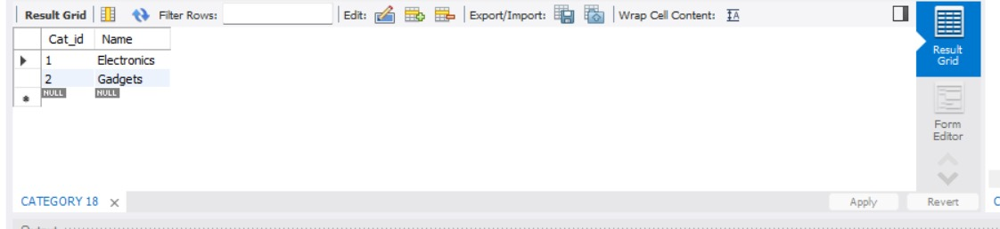 Result Grid Filter Rows: Edit: Export/Import: Wrap Cell Content: IA
Cat_id Name
1 Electronics
2 Gadgets
NULL NULL
Result
Grid
Form
Editor
CATEGORY 18 × Apply Revert